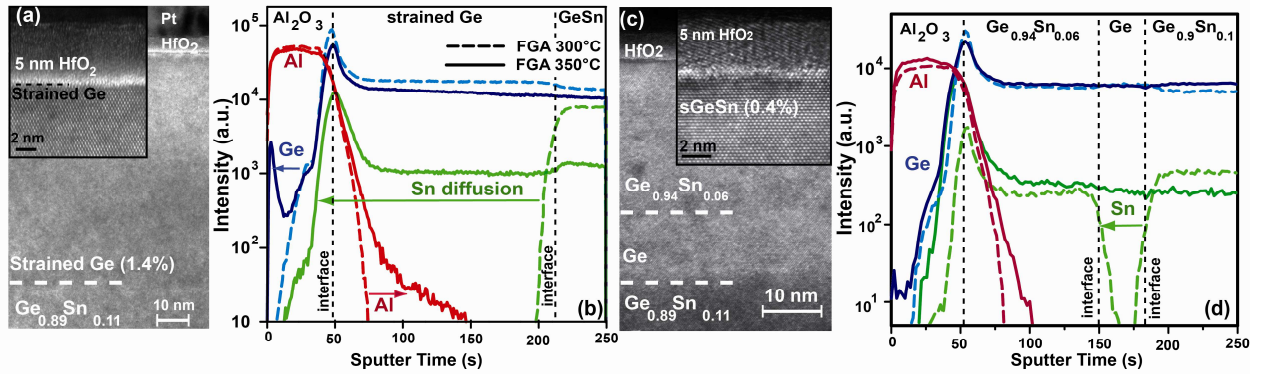 (a)
Pt
HfO2
5 nm HfO2
Strained Ge
2 nm
Strained Ge (1.4%)
Ge0.89Sn0.11
10 nm
Al2O3
strained Ge
GeSn
FGA 300°C
FGA 350°C
Al
Ge
Sn diffusion
Al
interface
interface
(b)
10^5
10^4
10^3
10^2
10
Intensity (a.u.)
0
50
100
150
200
250
Sputter Time (s)
(c)
HfO2
5 nm HfO2
sGeSn (0.4%)
2 nm
Ge0.94Sn0.06
Ge
Ge0.89Sn0.11
10 nm
Al2O3
Ge0.94Sn0.06
Ge
Ge0.9Sn0.1
Al
Ge
Sn
interface
interface
(d)
10^4
10^3
10^2
10^1
Intensity (a.u.)
0
50
100
150
200
250
Sputter Time (s)